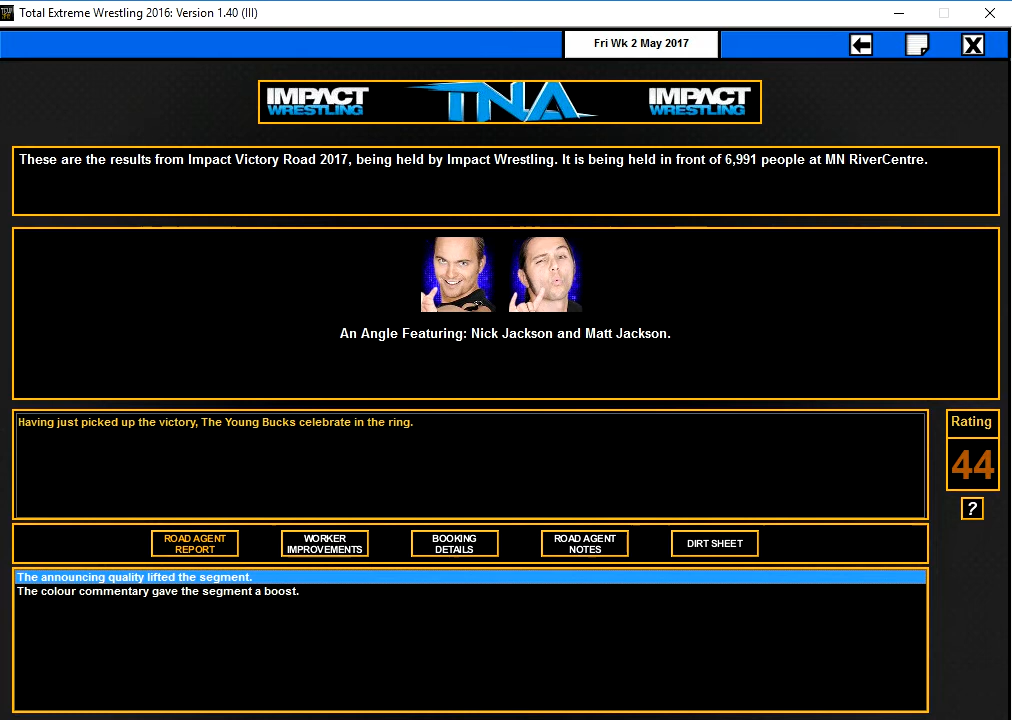 Total Extreme Wrestling 2016: Version 1.40 (III)
Fri Wk 2 May 2017
IMPACT WRESTLING TNA IMPACT WRESTLING
These are the results from Impact Victory Road 2017, being held by Impact Wrestling. It is being held in front of 6,991 people at MN RiverCentre.
An Angle Featuring: Nick Jackson and Matt Jackson.
Having just picked up the victory, The Young Bucks celebrate in the ring.
Rating
44
?
ROAD AGENT REPORT
WORKER IMPROVEMENTS
BOOKING DETAILS
ROAD AGENT NOTES
DIRT SHEET
The announcing quality lifted the segment.
The colour commentary gave the segment a boost.